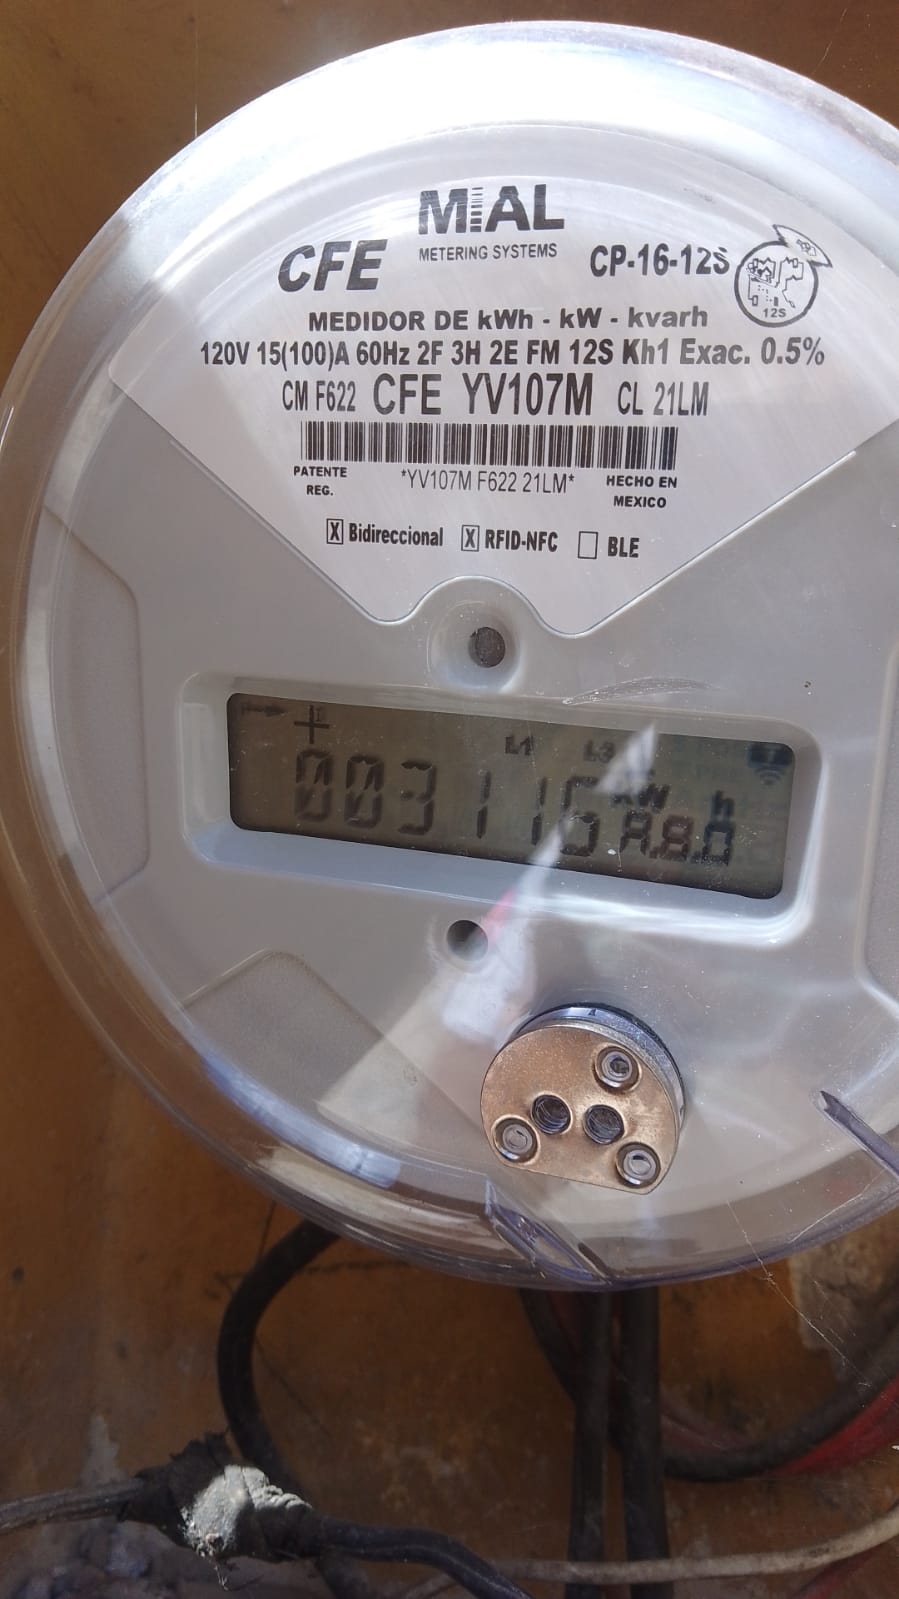 MIAL
METERING SYSTEMS
CFE
CP-16-12S
12S
MEDIDOR DE kWh - kW - kvarh
120V 15(100)A 60Hz 2F 3H 2E FM 12S Kh1 Exac. 0.5%
CM F622 CFE YV107M CL 21LM
PATENTE REG.
*YV107M F622 21LM*
HECHO EN MEXICO
X Bidireccional X RFID-NFC BLE
+ L1 L3
003116 kW h